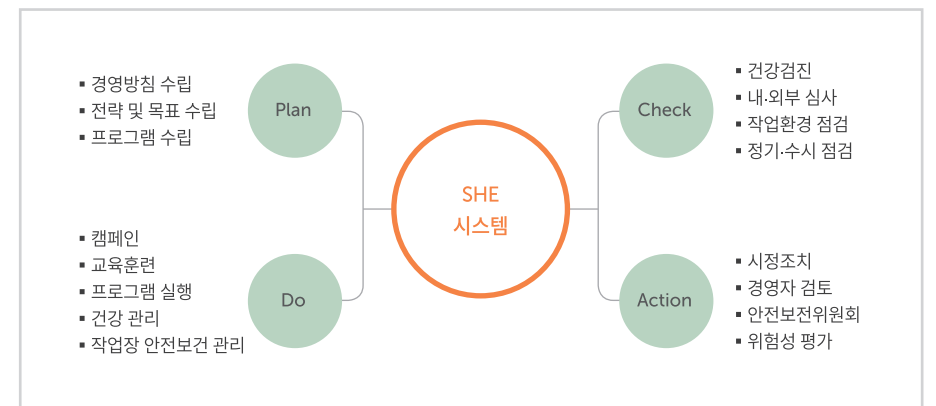 ▪ 경영방침 수립
▪ 전략 및 목표 수립
▪ 프로그램 수립
Plan
▪ 캠페인
▪ 교육훈련
▪ 프로그램 실행
▪ 건강 관리
▪ 작업장 안전보건 관리
Do
SHE
시스템
Check
▪ 건강검진
▪ 내·외부 심사
▪ 작업환경 점검
▪ 정기·수시 점검
Action
▪ 시정조치
▪ 경영자 검토
▪ 안전보전위원회
▪ 위험성 평가